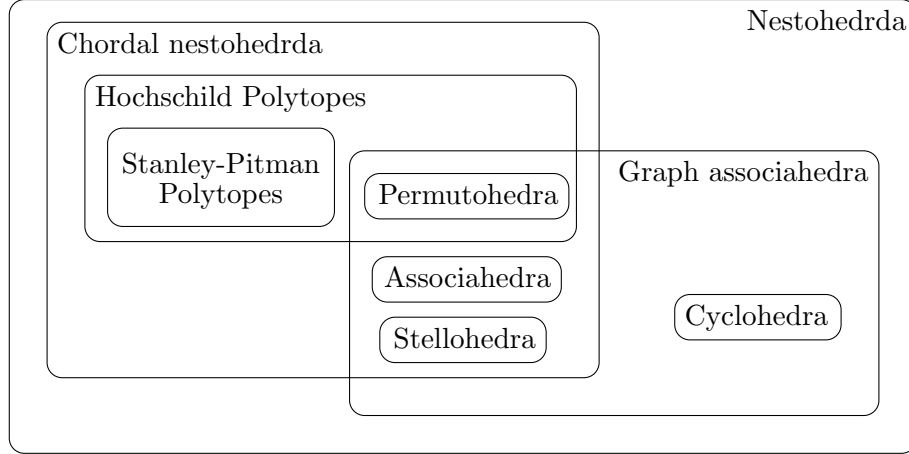 Nestohedrda
Chordal nestohedrda
Hochschild Polytopes
Stanley-Pitman
Polytopes
Graph associahedra
Permutohedra
Associahedra
Cyclohedra
Stellohedra